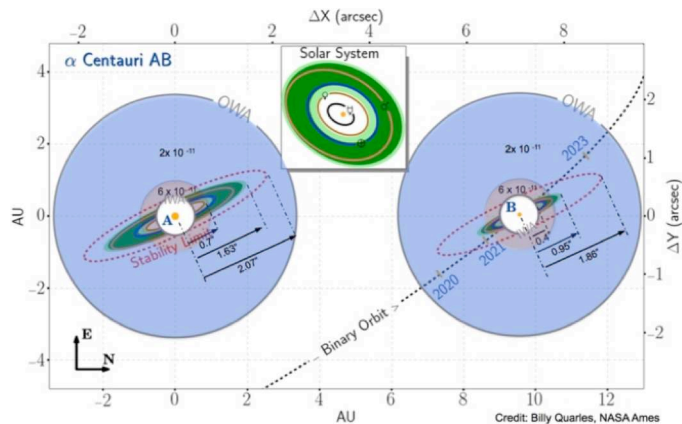 ΔX (arcsec)
−2 0 2 4 6 8
α Centauri AB
Solar System
OWA
OWA
2x 10 -11
2x 10 -11
6 x 10
6 x 10
A
B
Stability Limit
0.7"
1.63"
2.07"
0.4"
0.95"
1.86"
2020
2021
2023
– Binary Orbit >
E
N
4
2
0
−2
−4
AU
2
1
0
−1
−2
ΔY (arcsec)
−2 0 2 4 6 8 10 12
AU
Credit: Billy Quarles, NASA Ames